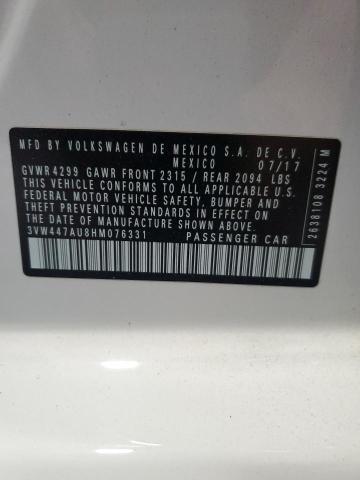 MFD BY VOLKSWAGEN DE MEXICO S.A. DE C.V.
MEXICO 07/17
GVWR4299 GAWR FRONT 2315 / REAR 2094 LBS
THIS VEHICLE CONFORMS TO ALL APPLICABLE U.S.
FEDERAL MOTOR VEHICLE SAFETY, BUMPER AND
THEFT PREVENTION STANDARDS IN EFFECT ON
THE DATE OF MANUFACTURE SHOWN ABOVE.
3VW447AU8HM076331 PASSENGER CAR
2638108 3224 M